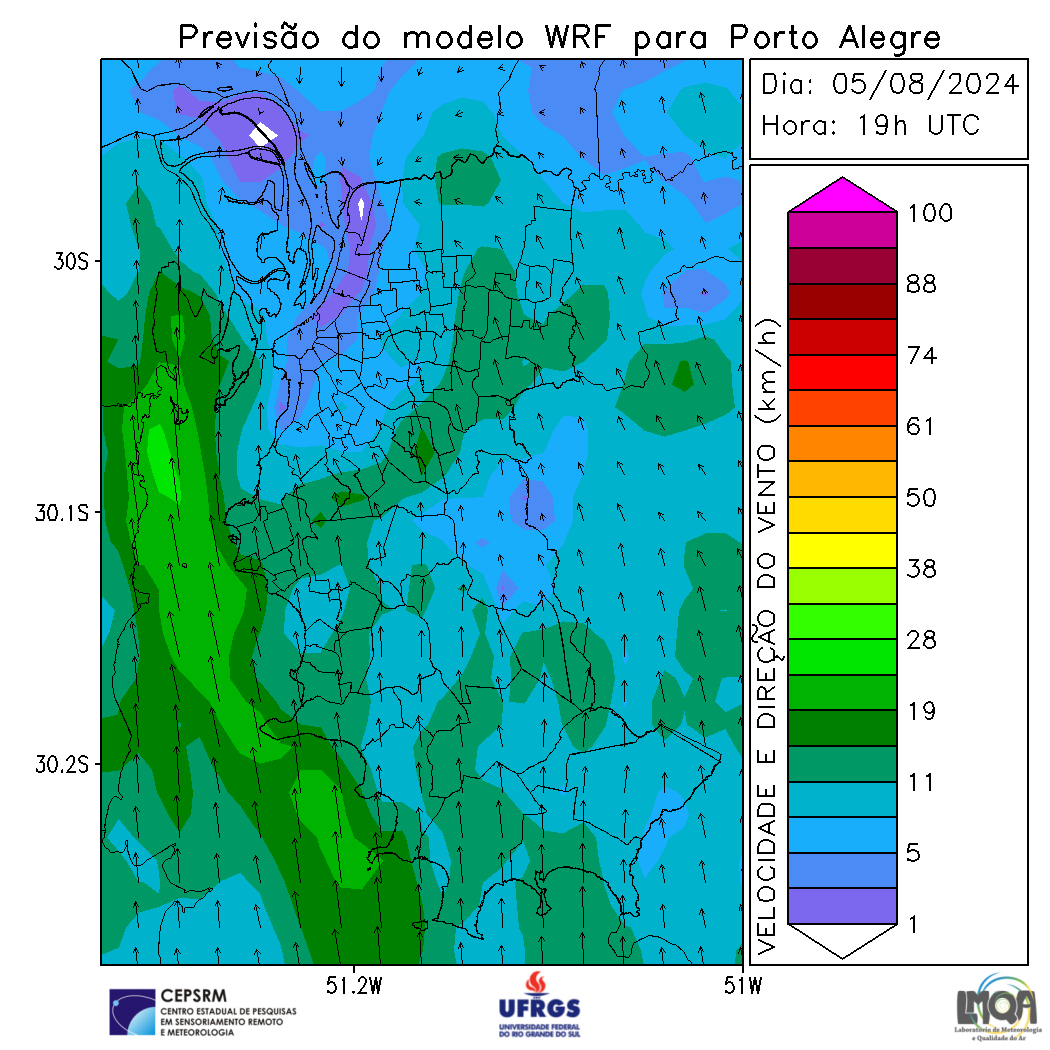 Previsão do modelo WRF para Porto Alegre
Dia: 05/08/2024
Hora: 19h UTC
30S
30.1S
30.2S
51.2W
51W
VELOCIDADE E DIREÇÃO DO VENTO (km/h)
100
88
74
61
50
38
28
19
11
5
1
CEPSRM
CENTRO ESTADUAL DE PESQUISAS
EM SENSORIAMENTO REMOTO
E METEOROLOGIA
UFRGS
UNIVERSIDADE FEDERAL
DO RIO GRANDE DO SUL
LMQA
Laboratório de Meteorologia
e Qualidade do Ar